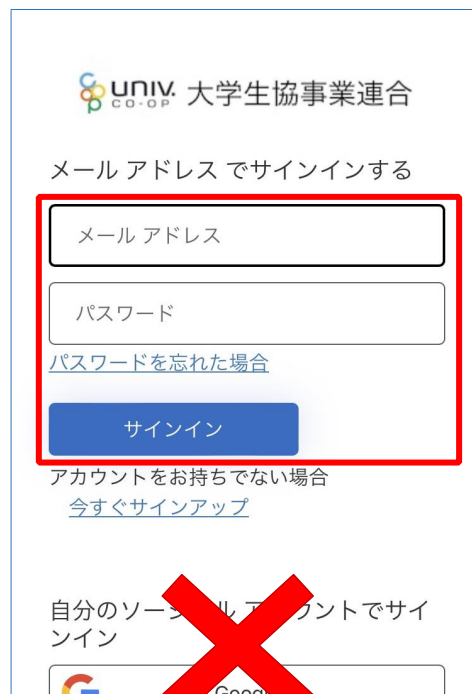 univ. 大学生協事業連合
CO-OP
メール アドレス でサインインする
メール アドレス
パスワード
パスワードを忘れた場合
サインイン
アカウントをお持ちでない場合
今すぐサインアップ
自分のソーシャル アカウントでサイ
ンイン
Google